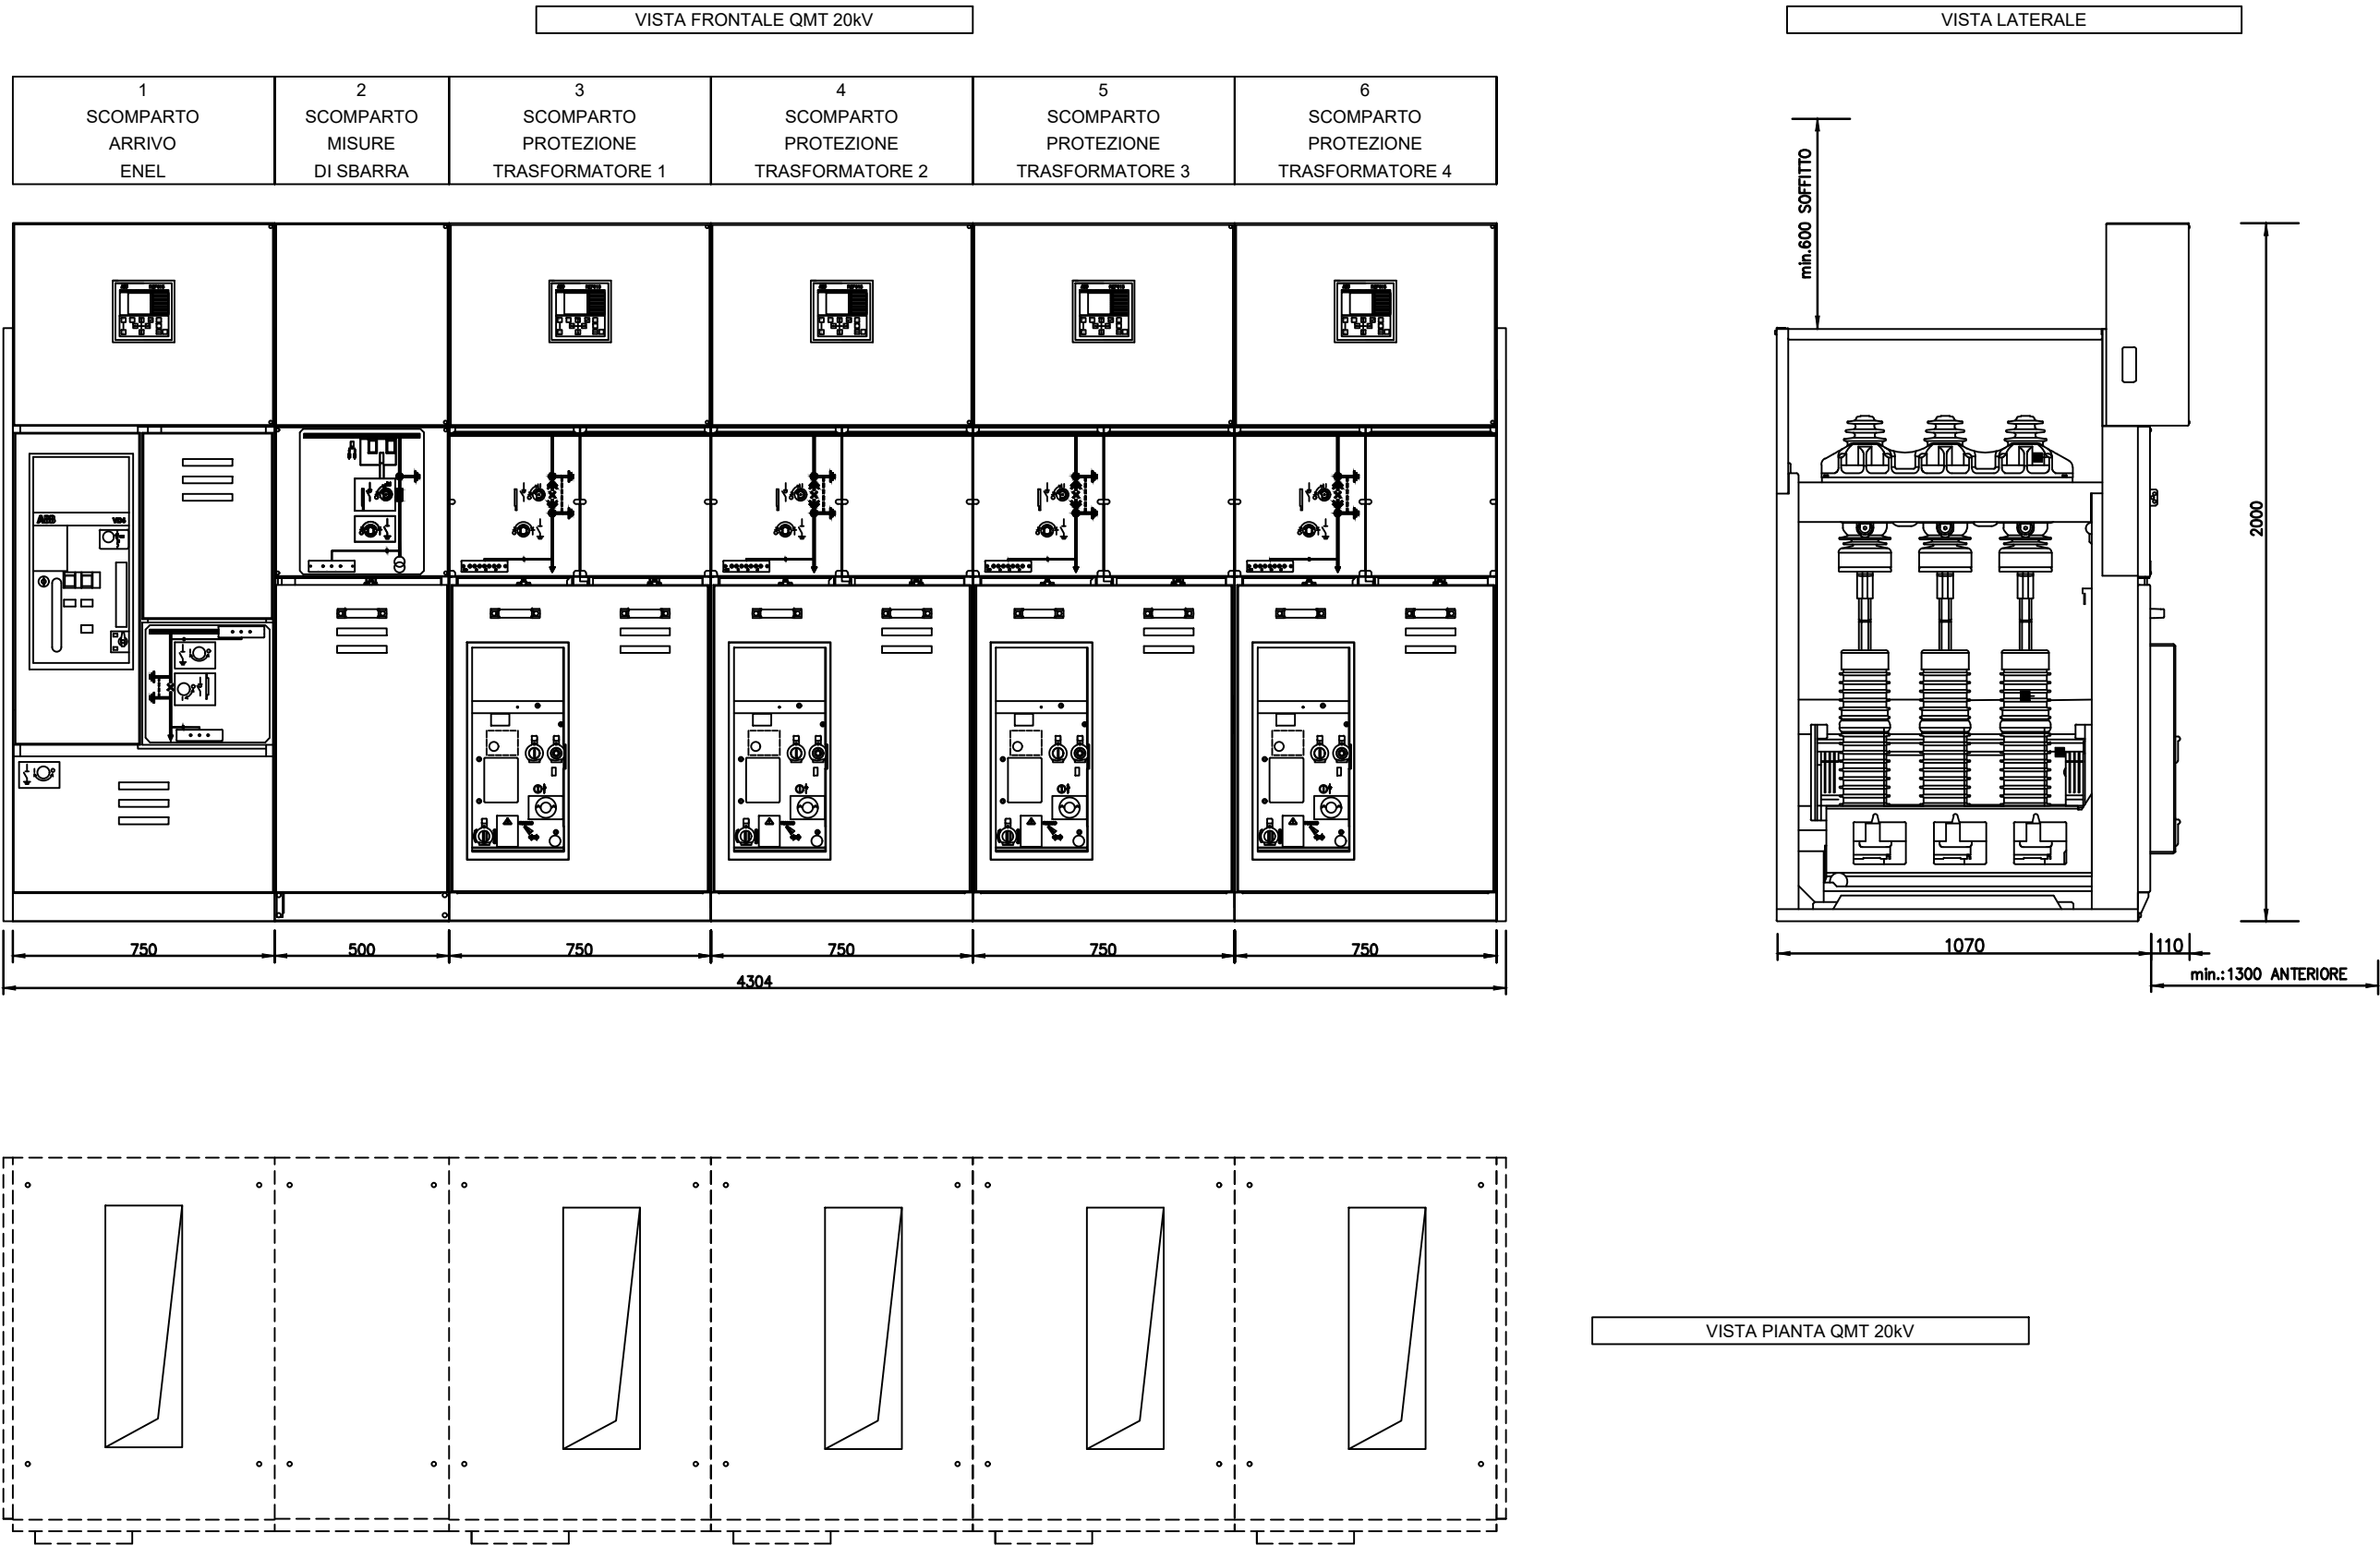 VISTA FRONTALE QMT 20kV
VISTA LATERALE
1
SCOMPARTO
ARRIVO
ENEL
2
SCOMPARTO
MISURE
DI SBARRA
3
SCOMPARTO
PROTEZIONE
TRASFORMATORE 1
4
SCOMPARTO
PROTEZIONE
TRASFORMATORE 2
5
SCOMPARTO
PROTEZIONE
TRASFORMATORE 3
6
SCOMPARTO
PROTEZIONE
TRASFORMATORE 4
min.600 SOFFITTO
ABB
2000
750
500
750
750
750
750
4304
1070
110
min.:1300 ANTERIORE
VISTA PIANTA QMT 20kV